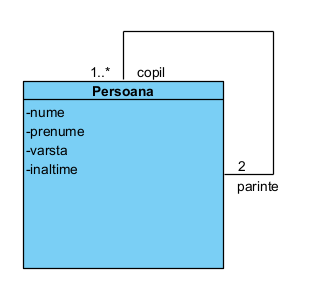 1..* copil
Persoana
-nume
-prenume
-varsta
-inaltime
2
parinte